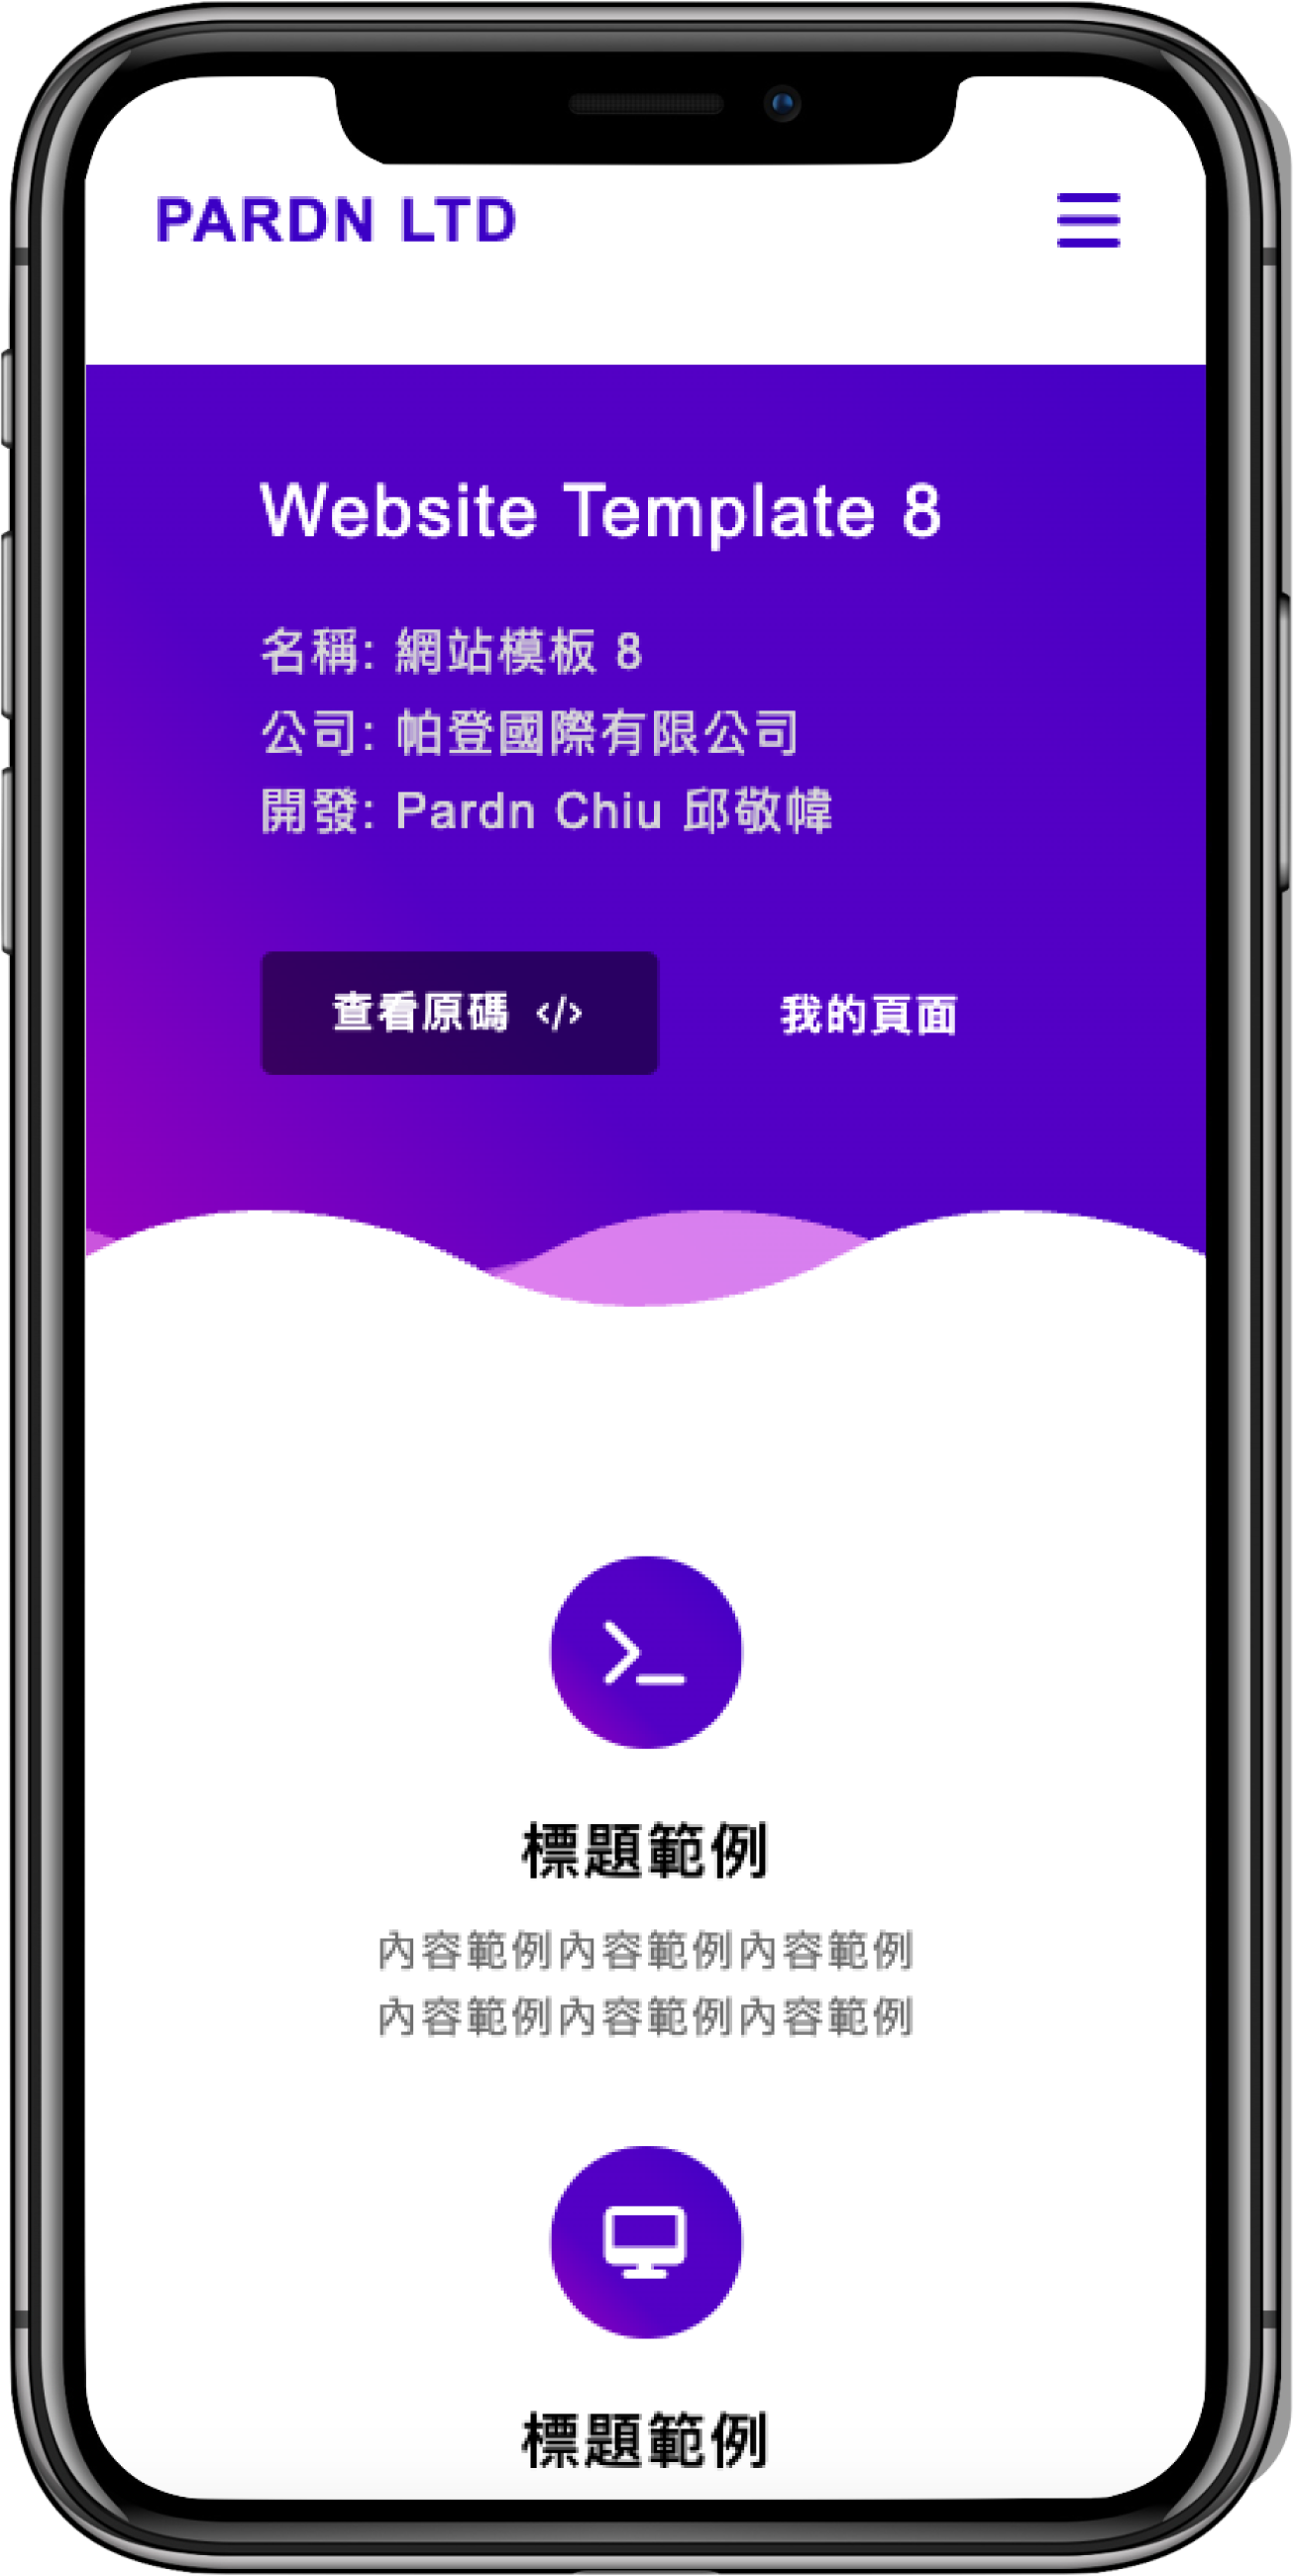 PARDN LTD
Website Template 8
名稱: 網站模板 8
公司: 帕登國際有限公司
開發: Pardn Chiu 邱敬幃
查看原碼 </>
我的頁面
標題範例
內容範例內容範例內容範例
內容範例內容範例內容範例
標題範例